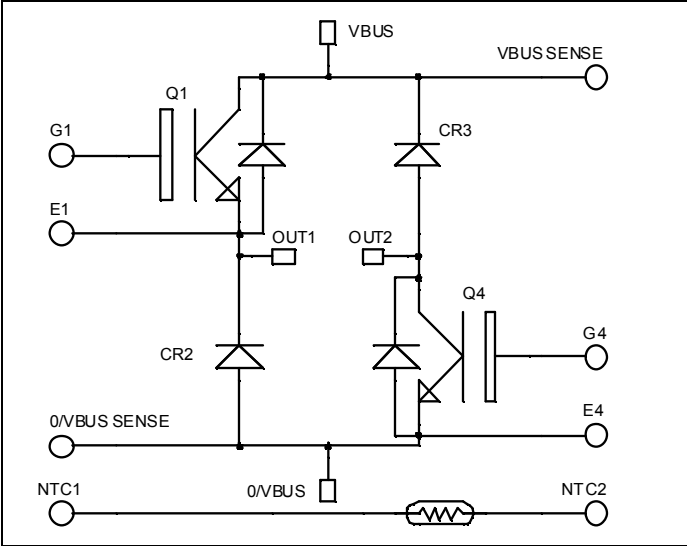 VBUS
VBUS SENSE
Q1
G1
CR3
E1
OUT1
OUT2
Q4
G4
CR2
E4
0/VBUS SENSE
NTC1
0/VBUS
NTC2